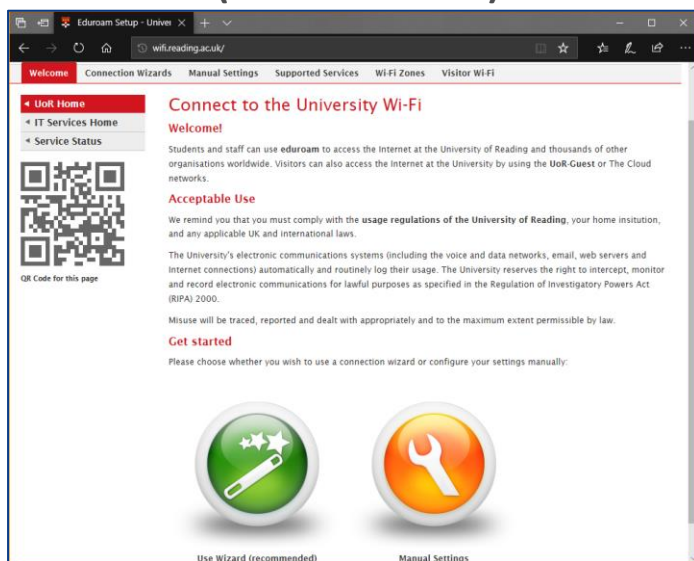 Eduroam Setup - Univer
wifi.reading.ac.uk/
Welcome Connection Wizards Manual Settings Supported Services Wi-Fi Zones Visitor Wi-Fi
UoR Home
IT Services Home
Service Status
QR Code for this page
Connect to the University Wi-Fi
Welcome!
Students and staff can use eduroam to access the Internet at the University of Reading and thousands of other
organisations worldwide. Visitors can also access the Internet at the University by using the UoR-Guest or The Cloud
networks.
Acceptable Use
We remind you that you must comply with the usage regulations of the University of Reading, your home insitution,
and any applicable UK and international laws.
The University's electronic communications systems (including the voice and data networks, email, web servers and
Internet connections) automatically and routinely log their usage. The University reserves the right to intercept, monitor
and record electronic communications for lawful purposes as specified in the Regulation of Investigatory Powers Act
(RIPA) 2000.
Misuse will be traced, reported and dealt with appropriately and to the maximum extent permissible by law.
Get started
Please choose whether you wish to use a connection wizard or configure your settings manually:
Use Wizard (recommended) Manual Settings